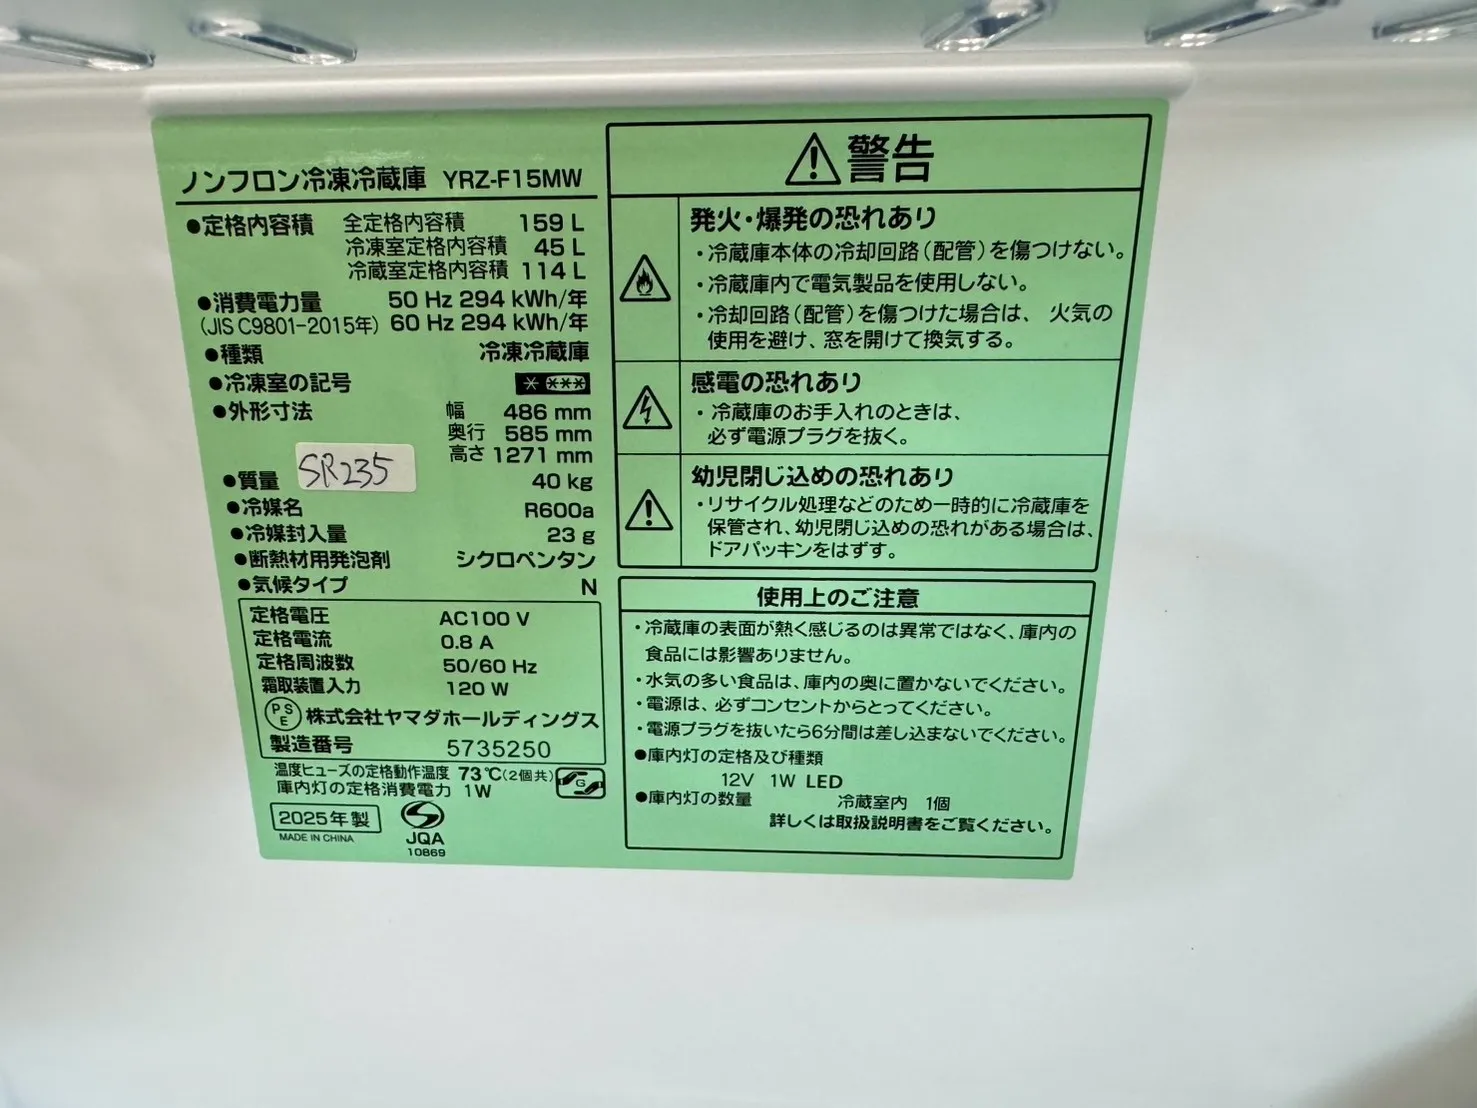 ノンフロン冷凍冷蔵庫 YRZ-F15MW
●定格内容積 全定格内容積 159 L
冷凍室定格内容積 45 L
冷蔵室定格内容積 114 L
●消費電力量 50 Hz 294 kWh/年
(JIS C9801-2015年) 60 Hz 294 kWh/年
●種類 冷凍冷蔵庫
●冷凍室の記号 * ***
●外形寸法 幅 486 mm
奥行 585 mm
高さ 1271 mm
SR235
●質量 40 kg
●冷媒名 R600a
●冷媒封入量 23 g
●断熱材用発泡剤 シクロペンタン
●気候タイプ N
定格電圧 AC100 V
定格電流 0.8 A
定格周波数 50/60 Hz
霜取装置入力 120 W
PSE 株式会社ヤマダホールディングス
製造番号 5735250
温度ヒューズの定格動作温度 73℃(2個共)
庫内灯の定格消費電力 1W
G
2025年製
MADE IN CHINA
JQA
10869
警告
発火・爆発の恐れあり
・冷蔵庫本体の冷却回路(配管)を傷つけない。
・冷蔵庫内で電気製品を使用しない。
・冷却回路(配管)を傷つけた場合は、火気の
使用を避け、窓を開けて換気する。
感電の恐れあり
・冷蔵庫のお手入れのときは、
必ず電源プラグを抜く。
幼児閉じ込めの恐れあり
・リサイクル処理などのため一時的に冷蔵庫を
保管され、幼児閉じ込めの恐れがある場合は、
ドアパッキンをはずす。
使用上のご注意
・冷蔵庫の表面が熱く感じるのは異常ではなく、庫内の
食品には影響ありません。
・水気の多い食品は、庫内の奥に置かないでください。
・電源は、必ずコンセントからとってください。
・電源プラグを抜いたら6分間は差し込まないでください。
●庫内灯の定格及び種類
12V 1W LED
●庫内灯の数量 冷蔵室内 1個
詳しくは取扱説明書をご覧ください。